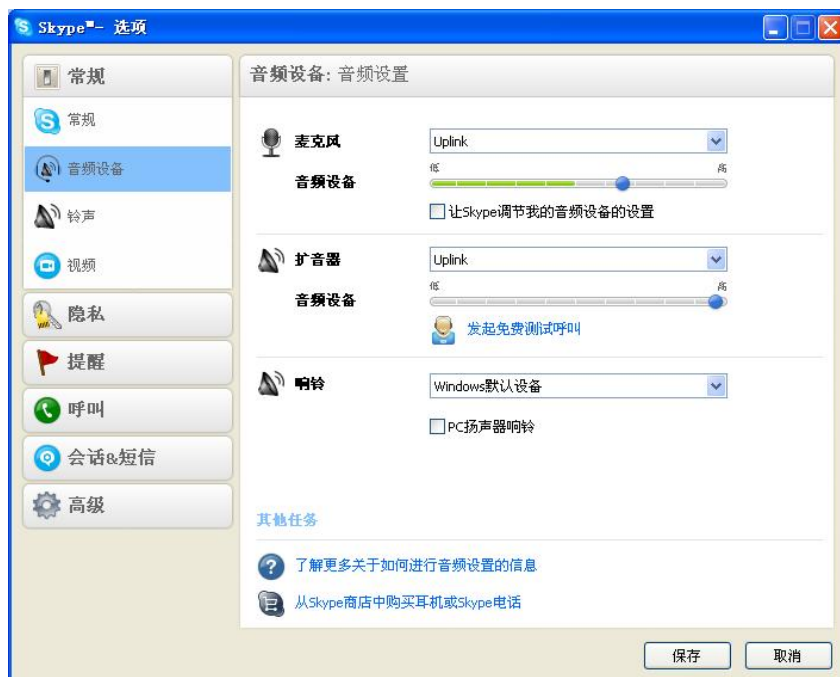 Skype™- 选项
常规
常规
音频设备
铃声
视频
隐私
提醒
呼叫
会话&短信
高级
音频设备: 音频设置
麦克风
Uplink
音频设备
低
高
让Skype调节我的音频设备的设置
扩音器
Uplink
音频设备
低
高
发起免费测试呼叫
响铃
Windows默认设备
PC扬声器响铃
其他任务
了解更多关于如何进行音频设置的信息
从Skype商店中购买耳机或Skype电话
保存
取消